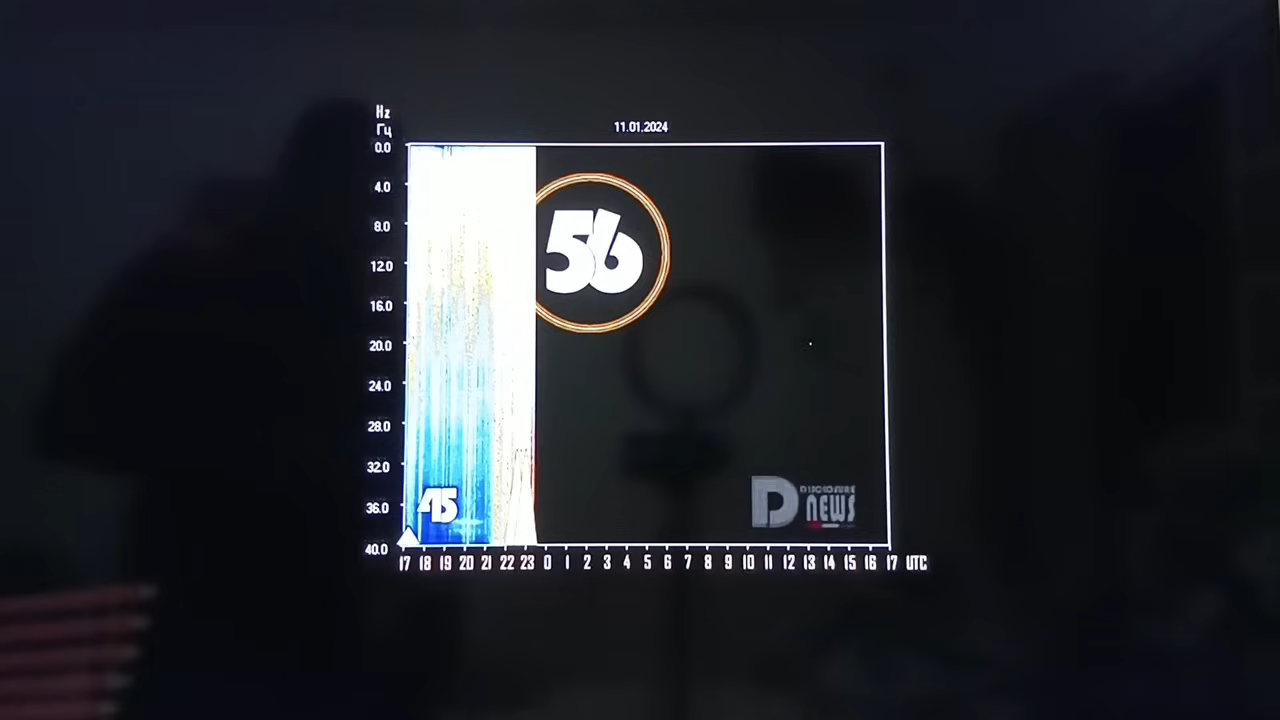 Hz
Гц
11.01.2024
0.0
4.0
8.0
12.0
16.0
20.0
24.0
28.0
32.0
36.0
40.0
56
45
DISCLOSURE
NEWS
17 18 19 20 21 22 23 0 1 2 3 4 5 6 7 8 9 10 11 12 13 14 15 16 17 UTC